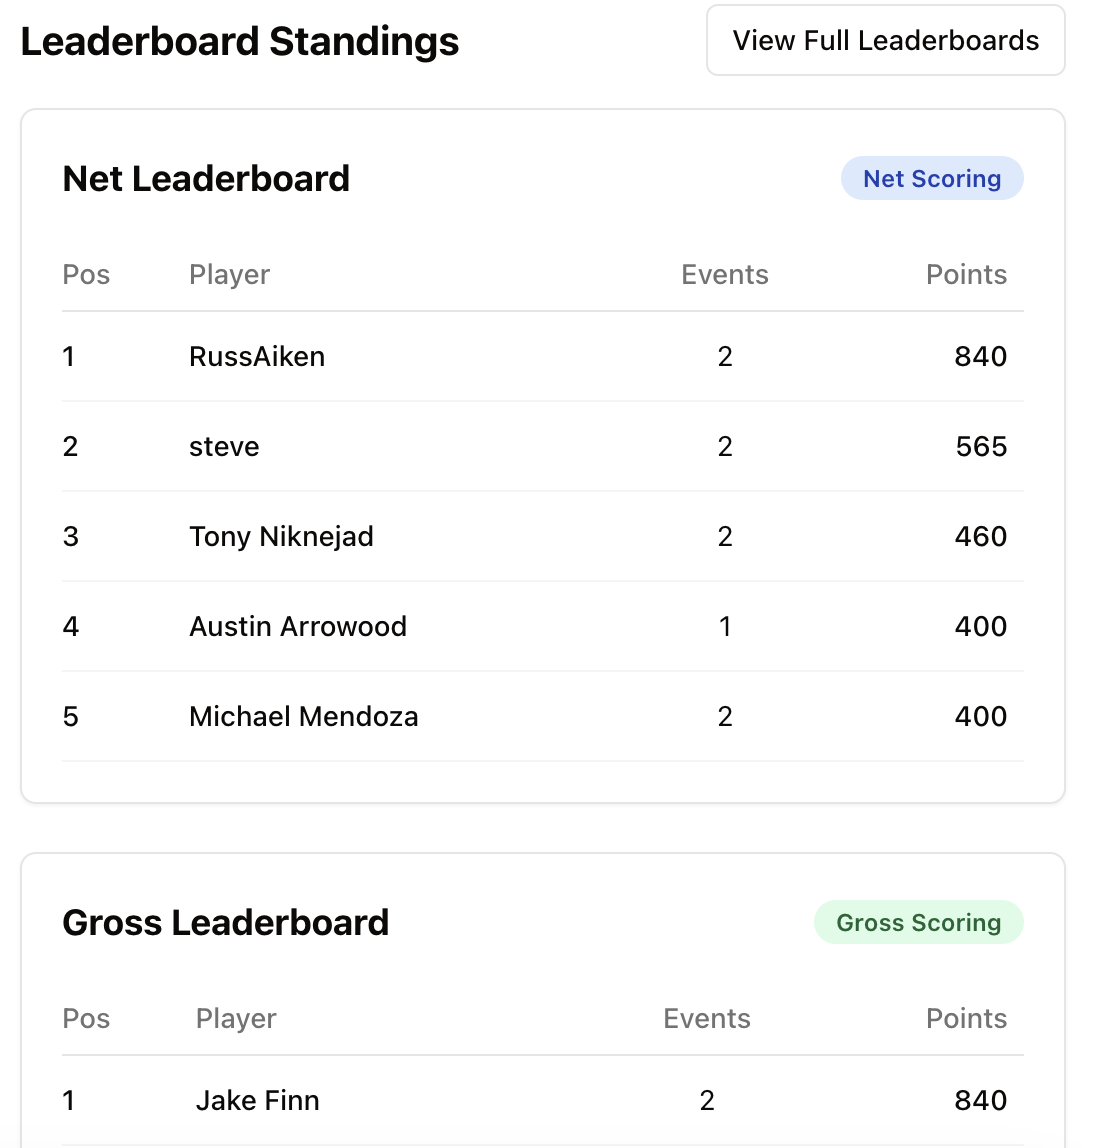 Leaderboard Standings View Full Leaderboards
Net Leaderboard Net Scoring
Pos Player Events Points
1 RussAiken 2 840
2 steve 2 565
3 Tony Niknejad 2 460
4 Austin Arrowood 1 400
5 Michael Mendoza 2 400
Gross Leaderboard Gross Scoring
Pos Player Events Points
1 Jake Finn 2 840